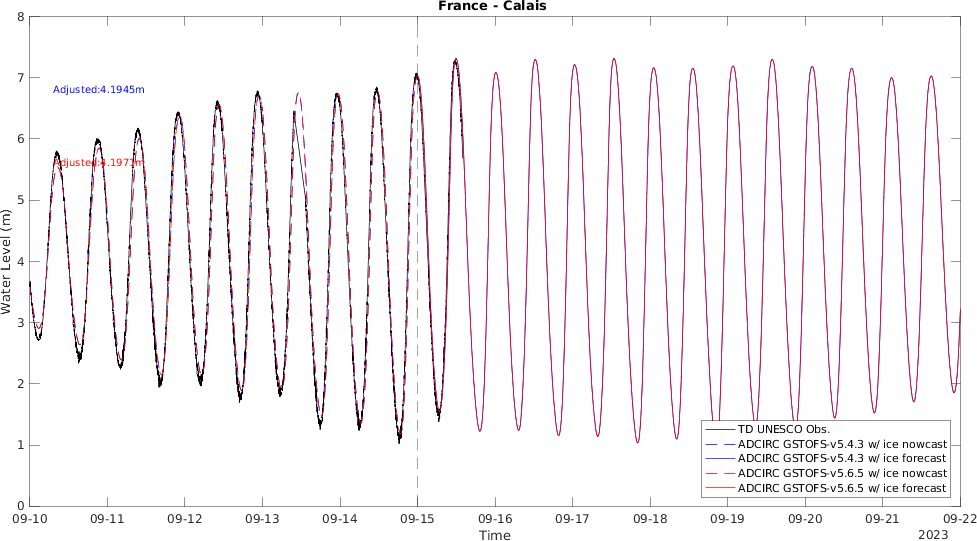 France - Calais
8
7
6
5
4
3
2
1
0
Water Level (m)
Adjusted:4.1945m
Adjusted:4.1971m
TD UNESCO Obs.
ADCIRC GSTOFS-v5.4.3 w/ ice nowcast
ADCIRC GSTOFS-v5.4.3 w/ ice forecast
ADCIRC GSTOFS-v5.6.5 w/ ice nowcast
ADCIRC GSTOFS-v5.6.5 w/ ice forecast
09-10 09-11 09-12 09-13 09-14 09-15 09-16 09-17 09-18 09-19 09-20 09-21 09-22
Time
2023